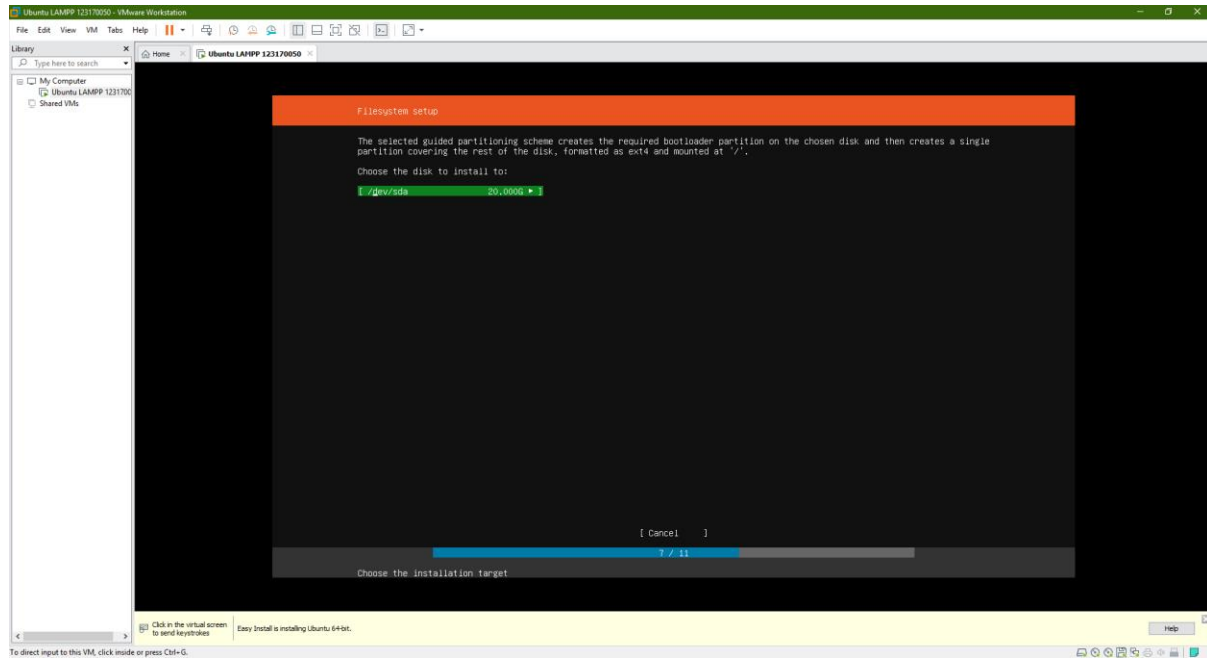 Ubuntu LAMPP 123170050 - VMware Workstation
File Edit View VM Tabs Help
Library
Home
Ubuntu LAMPP 123170050
Type here to search
My Computer
Ubuntu LAMPP 1231700
Shared VMs
Filesystem setup
The selected guided partitioning scheme creates the required bootloader partition on the chosen disk and then creates a single
partition covering the rest of the disk, formatted as ext4 and mounted at '/'.
Choose the disk to install to:
[ /dev/sda 20.000G ▸ ]
[ Cancel ]
7 / 11
Choose the installation target
Click in the virtual screen
to send keystrokes
Easy Install is installing Ubuntu 64-bit.
Help
To direct input to this VM, click inside or press Ctrl+G.